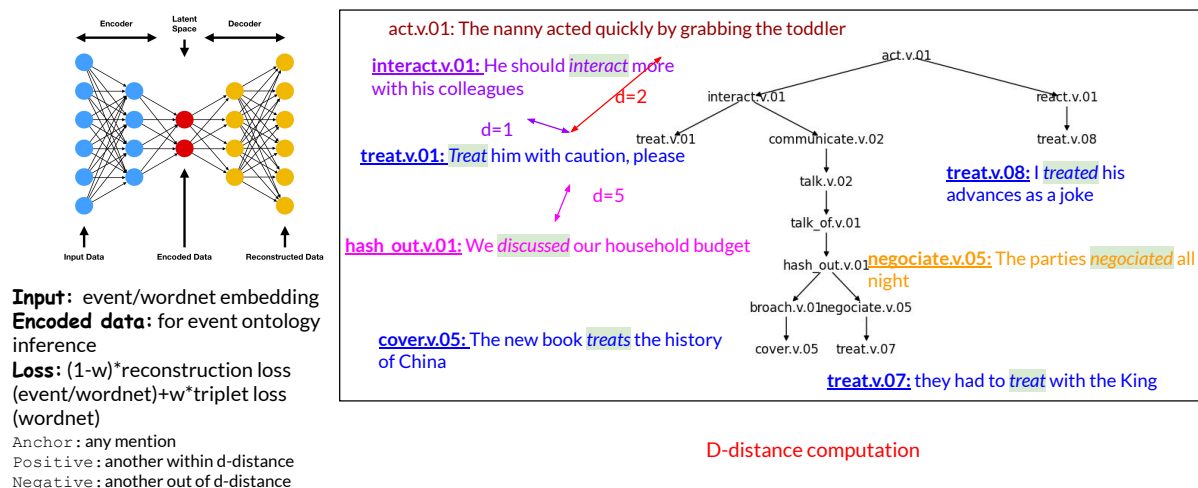 Encoder
Latent
Space
Decoder
Input Data
Encoded Data
Reconstructed Data
Input: event/wordnet embedding
Encoded data: for event ontology
inference
Loss: (1-w)*reconstruction loss
(event/wordnet)+w*triplet loss
(wordnet)
Anchor: any mention
Positive: another within d-distance
Negative: another out of d-distance
act.v.01: The nanny acted quickly by grabbing the toddler
interact.v.01: He should interact more
with his colleagues
d=2
d=1
treat.v.01: Treat him with caution, please
d=5
hash_out.v.01: We discussed our household budget
cover.v.05: The new book treats the history
of China
act.v.01
interact.v.01
react.v.01
treat.v.01
communicate.v.02
treat.v.08
treat.v.08: I treated his
advances as a joke
talk.v.02
talk_of.v.01
hash_out.v.01
negociate.v.05: The parties negociated all
night
broach.v.01
negotiate.v.05
cover.v.05
treat.v.07
treat.v.07: they had to treat with the King
D-distance computation